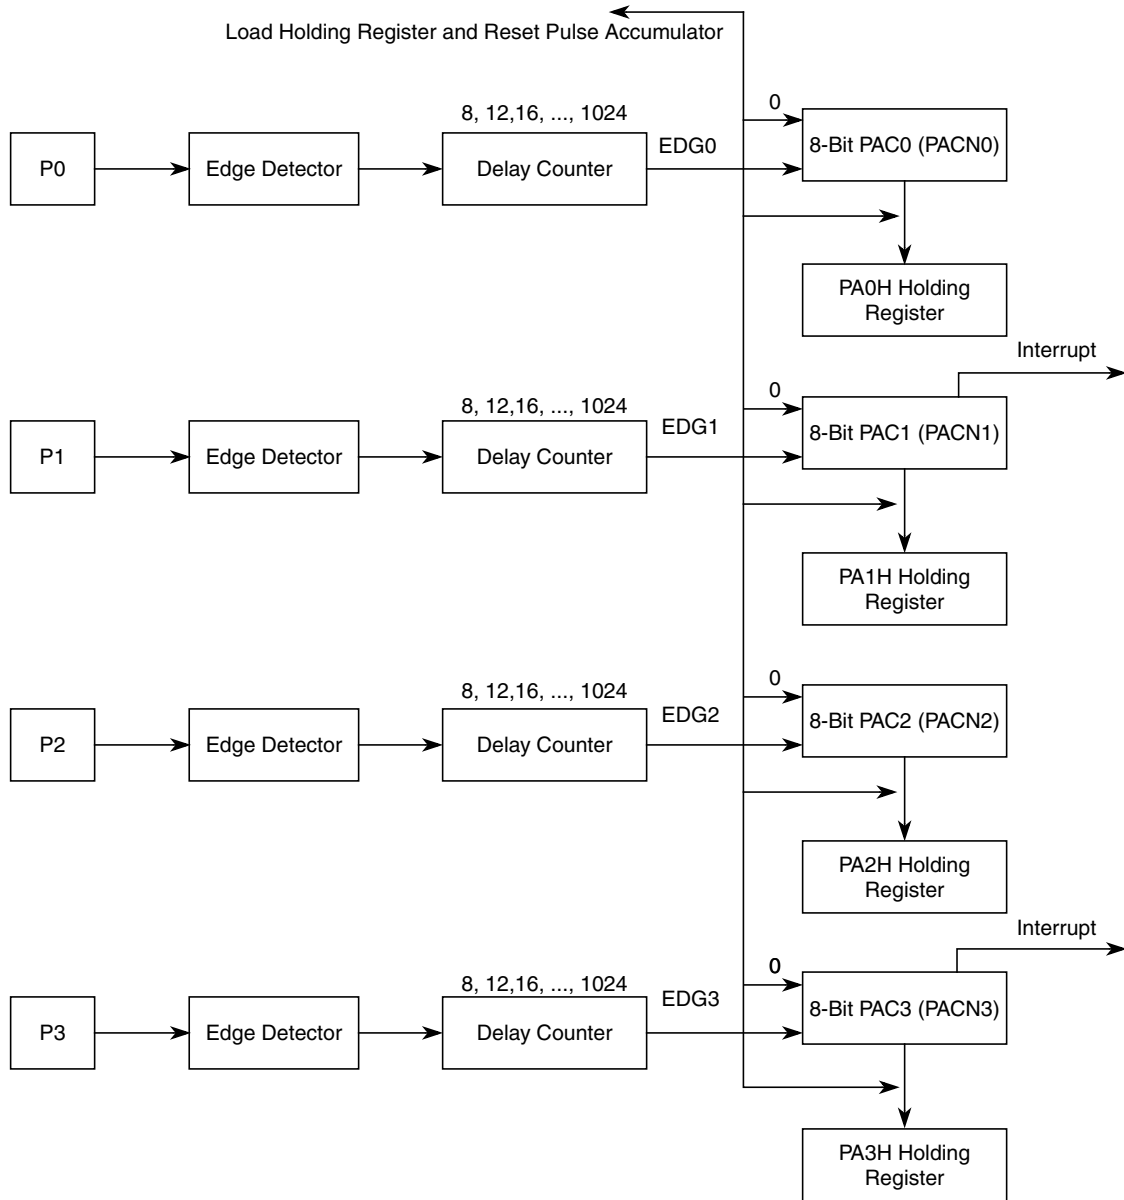 Load Holding Register and Reset Pulse Accumulator
0
8, 12,16, ..., 1024
EDG0
P0
Edge Detector
Delay Counter
8-Bit PAC0 (PACN0)
PA0H Holding
Register
Interrupt
0
8, 12,16, ..., 1024
EDG1
P1
Edge Detector
Delay Counter
8-Bit PAC1 (PACN1)
PA1H Holding
Register
0
8, 12,16, ..., 1024
EDG2
P2
Edge Detector
Delay Counter
8-Bit PAC2 (PACN2)
PA2H Holding
Register
Interrupt
0
8, 12,16, ..., 1024
EDG3
P3
Edge Detector
Delay Counter
8-Bit PAC3 (PACN3)
PA3H Holding
Register